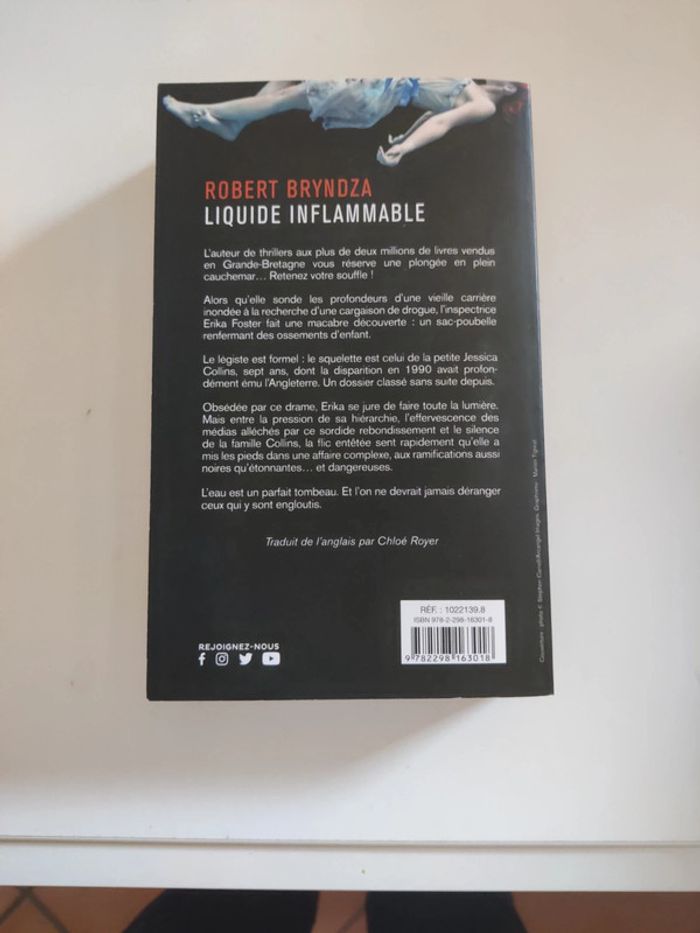 ROBERT BRYNDZA
LIQUIDE INFLAMMABLE
L'auteur de thrillers aux plus de deux millions de livres vendus
en Grande-Bretagne vous réserve une plongée en plein
cauchemar... Retenez votre souffle !
Alors qu'elle sonde les profondeurs d'une vieille carrière
inondée à la recherche d'une cargaison de drogue, l'inspectrice
Erika Foster fait une macabre découverte : un sac-poubelle
renfermant des ossements d'enfant.
Le légiste est formel : le squelette est celui de la petite Jessica
Collins, sept ans, dont la disparition en 1990 avait profon-
dément ému l'Angleterre. Un dossier classé sans suite depuis.
Obsédée par ce drame, Erika se jure de faire toute la lumière.
Mais entre la pression de sa hiérarchie, l'effervescence des
médias alléchés par ce sordide rebondissement et le silence
de la famille Collins, la flic entêtée sent rapidement qu'elle a
mis les pieds dans une affaire complexe, aux ramifications aussi
noires qu'étonnantes... et dangereuses.
L'eau est un parfait tombeau. Et l'on ne devrait jamais déranger
ceux qui y sont engloutis.
Traduit de l'anglais par Chloé Royer
RÉF. : 1022139.8
ISBN 978-2-298-16301-8
9 782298 163018
REJOIGNEZ-NOUS
Couverture : photo © Stephen Carroll/Arcangel Images. Graphisme :